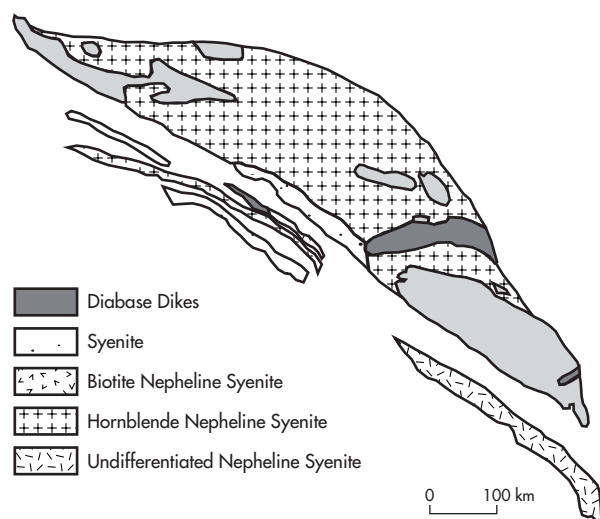 Diabase Dikes
Syenite
Biotite Nepheline Syenite
Hornblende Nepheline Syenite
Undifferentiated Nepheline Syenite
0 100 km